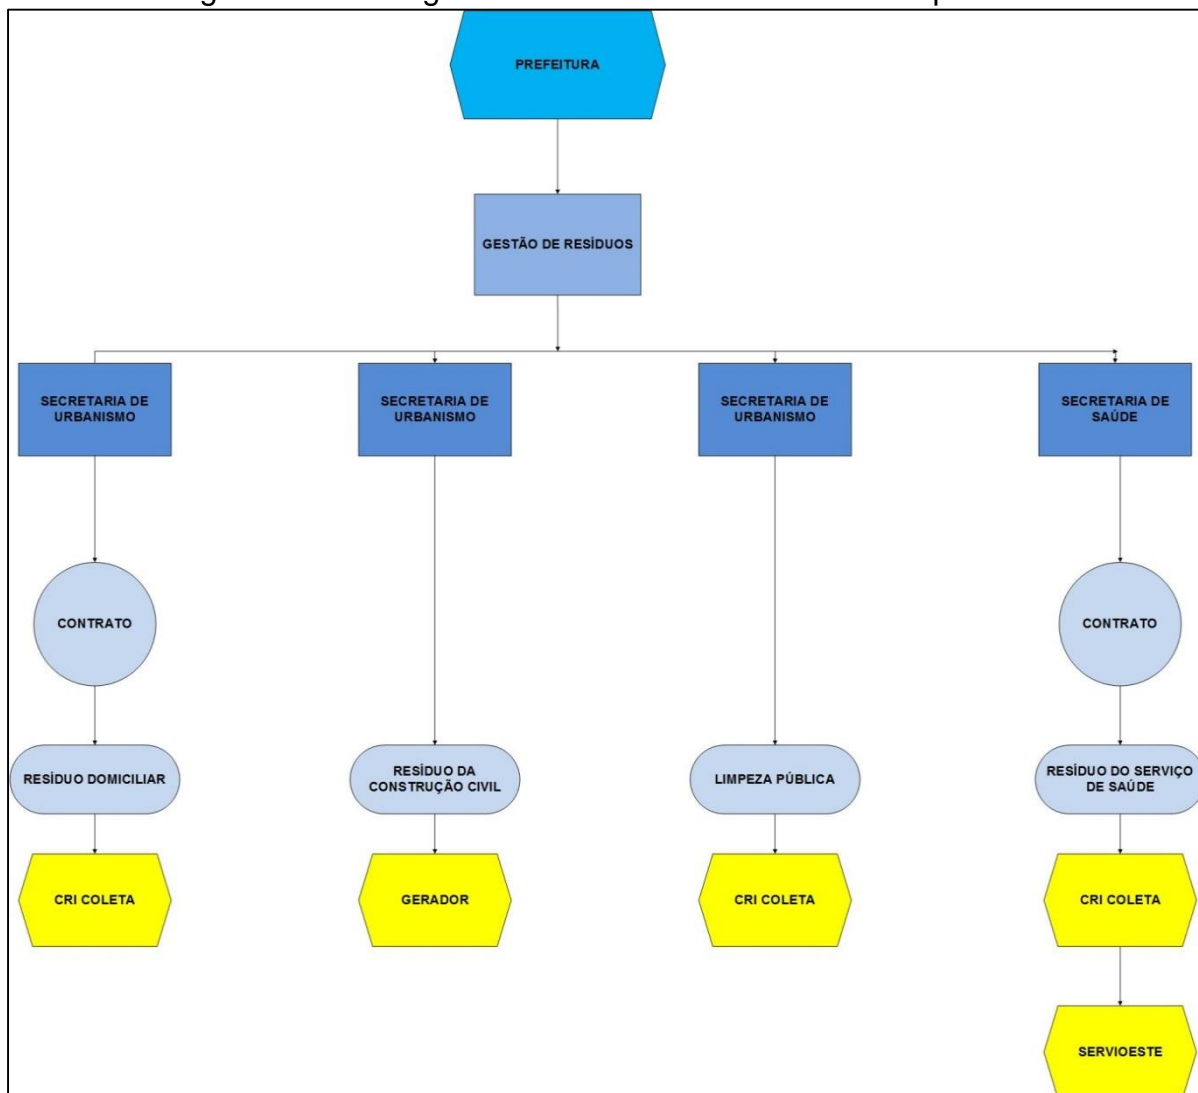 PREFEITURA
GESTÃO DE RESÍDUOS
SECRETARIA DE
URBANISMO
SECRETARIA DE
URBANISMO
SECRETARIA DE
URBANISMO
SECRETARIA DE
SAÚDE
CONTRATO
CONTRATO
RESÍDUO DOMICILIAR
RESÍDUO DA
CONSTRUÇÃO CIVIL
LIMPEZA PÚBLICA
RESÍDUO DO SERVIÇO
DE SAÚDE
CRI COLETA
GERADOR
CRI COLETA
CRI COLETA
SERVIOESTE